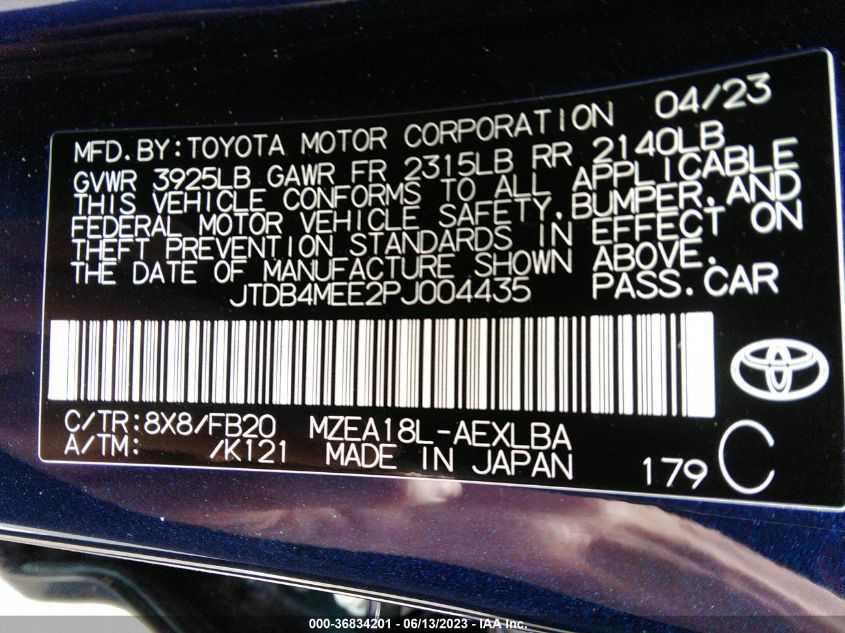 04/23
MFD.BY:TOYOTA MOTOR CORPORATION
GVWR 3925LB GAWR FR 2315LB RR 2140LB
THIS VEHICLE CONFORMS TO ALL APPLICABLE
FEDERAL MOTOR VEHICLE SAFETY,BUMPER,AND
THEFT PREVENTION STANDARDS IN EFFECT ON
THE DATE OF MANUFACTURE SHOWN ABOVE.
JTDB4MEE2PJ004435 PASS.CAR
C/TR:8X8/FB20 MZEA18L-AEXLBA
A/TM: /K121 MADE IN JAPAN 179 C
000-36834201 - 06/13/2023 - IAA Inc.